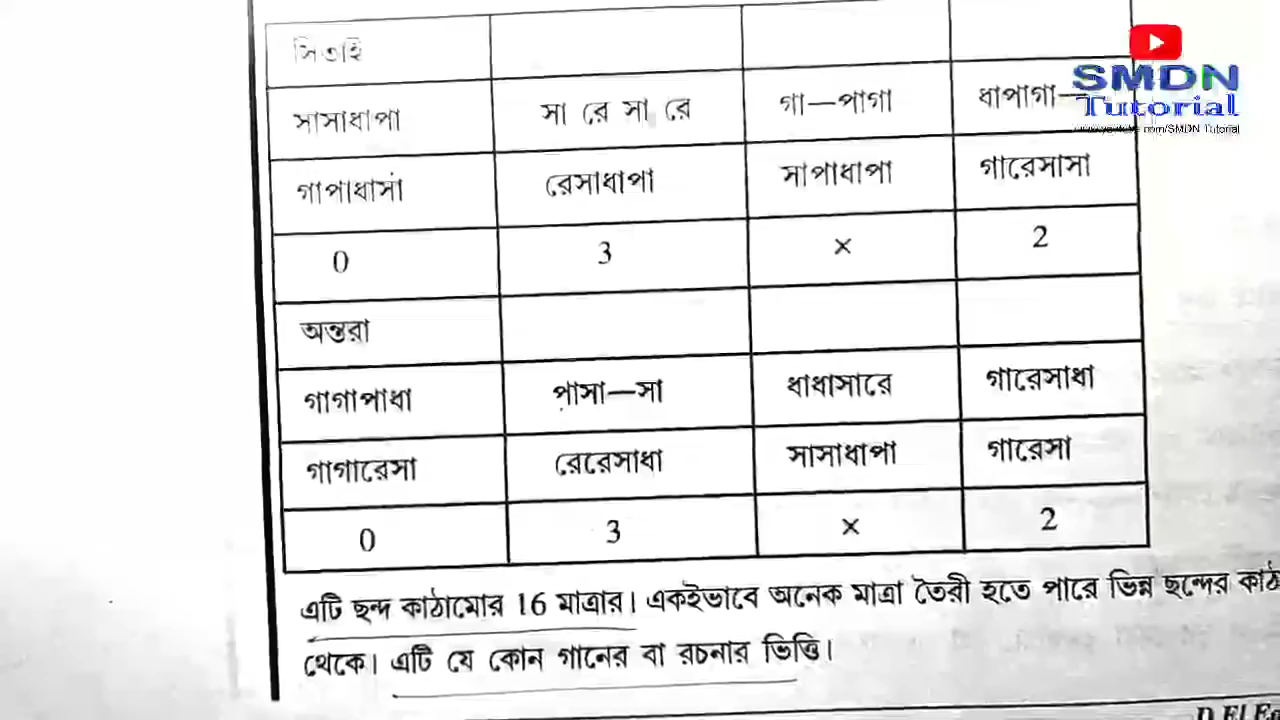 সিতাই
SMDN
Tutorial
সাসাধাপা সা রে সা রে গা—পাগা ধাপাগা—
গাপাধার্সা রেসাধাপা সাপাধাপা গারেসাসা
0 3 × 2
অন্তরা
গাগাপাধা পাসা—সা ধাধাসারে গারেসাধা
গাগারেসা রেরেসাধা সাসাধাপা গারেসা
0 3 × 2
এটি ছন্দ কাঠামোর 16 মাত্রার। একইভাবে অনেক মাত্রা তৈরী হতে পারে ভিন্ন ছন্দের
থেকে। এটি যে কোন গানের বা রচনার ভিত্তি।